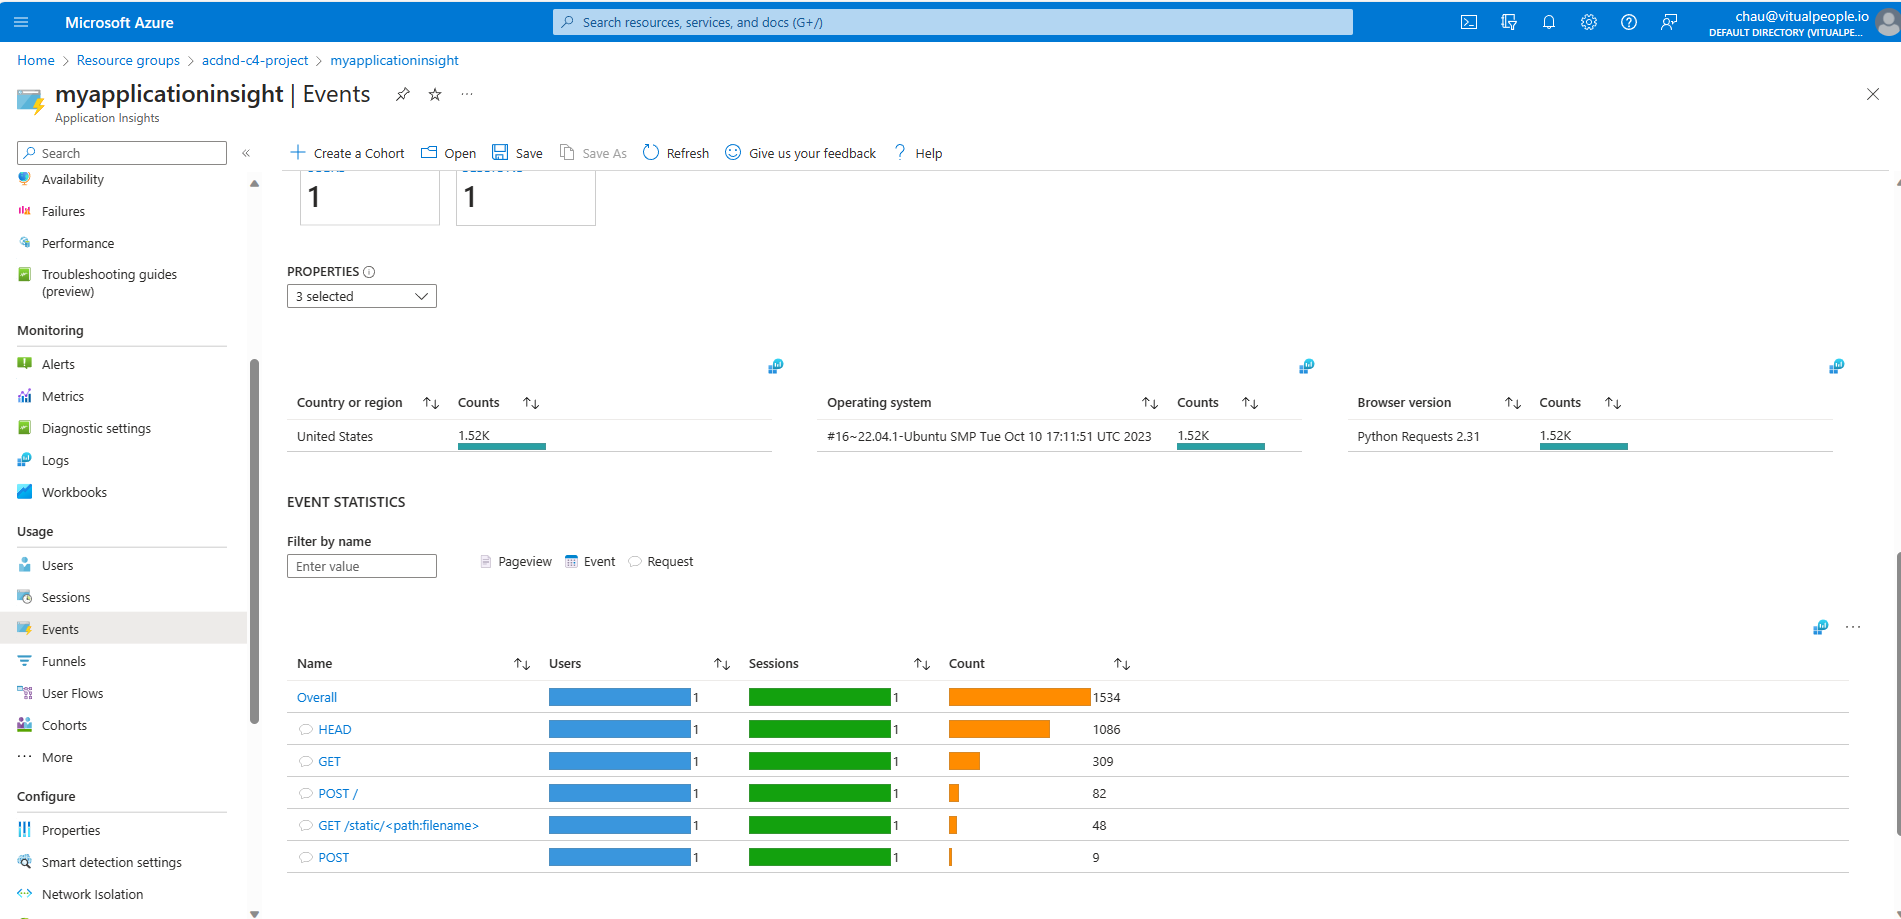 Microsoft Azure
Search resources, services, and docs (G+/)
chau@vitualpeople.io
DEFAULT DIRECTORY (VITUALPE...
Home > Resource groups > acdnd-c4-project > myapplicationinsight
myapplicationinsight | Events
Application Insights
Search
Availability
Failures
Performance
Troubleshooting guides
(preview)
Monitoring
Alerts
Metrics
Diagnostic settings
Logs
Workbooks
Usage
Users
Sessions
Events
Funnels
User Flows
Cohorts
More
Configure
Properties
Smart detection settings
Network Isolation
Create a Cohort Open Save Save As Refresh Give us your feedback Help
1 1
PROPERTIES
3 selected
Country or region Counts
United States 1.52K
Operating system Counts
#16~22.04.1-Ubuntu SMP Tue Oct 10 17:11:51 UTC 2023 1.52K
Browser version Counts
Python Requests 2.31 1.52K
EVENT STATISTICS
Filter by name
Enter value
Pageview Event Request
Name Users Sessions Count
Overall 1 1 1534
HEAD 1 1 1086
GET 1 1 309
POST / 1 1 82
GET /static/<path:filename> 1 1 48
POST 1 1 9